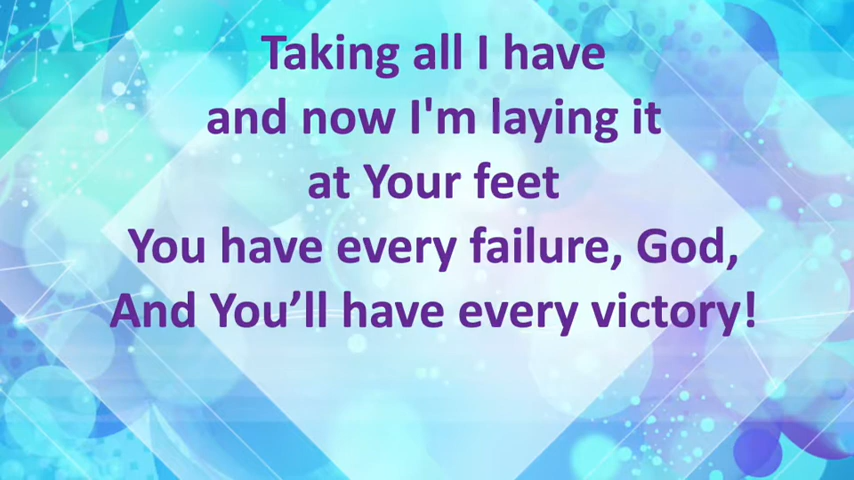 Taking all I have
and now I'm laying it
at Your feet
You have every failure, God,
And You’ll have every victory!